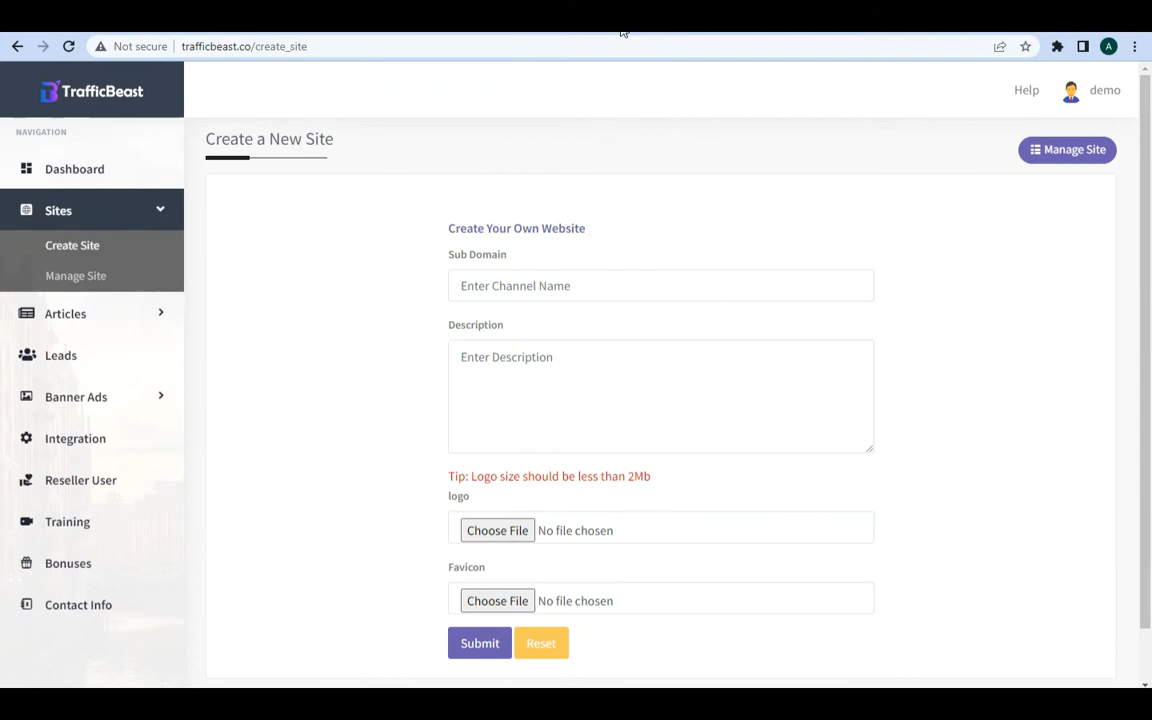 Not secure
trafficbeast.co/create_site
A
TrafficBeast
Help
demo
NAVIGATION
Dashboard
Sites
Create Site
Manage Site
Articles
Leads
Banner Ads
Integration
Reseller User
Training
Bonuses
Contact Info
Create a New Site
Manage Site
Create Your Own Website
Sub Domain
Enter Channel Name
Description
Enter Description
Tip: Logo size should be less than 2Mb
logo
Choose File No file chosen
Favicon
Choose File No file chosen
Submit
Reset